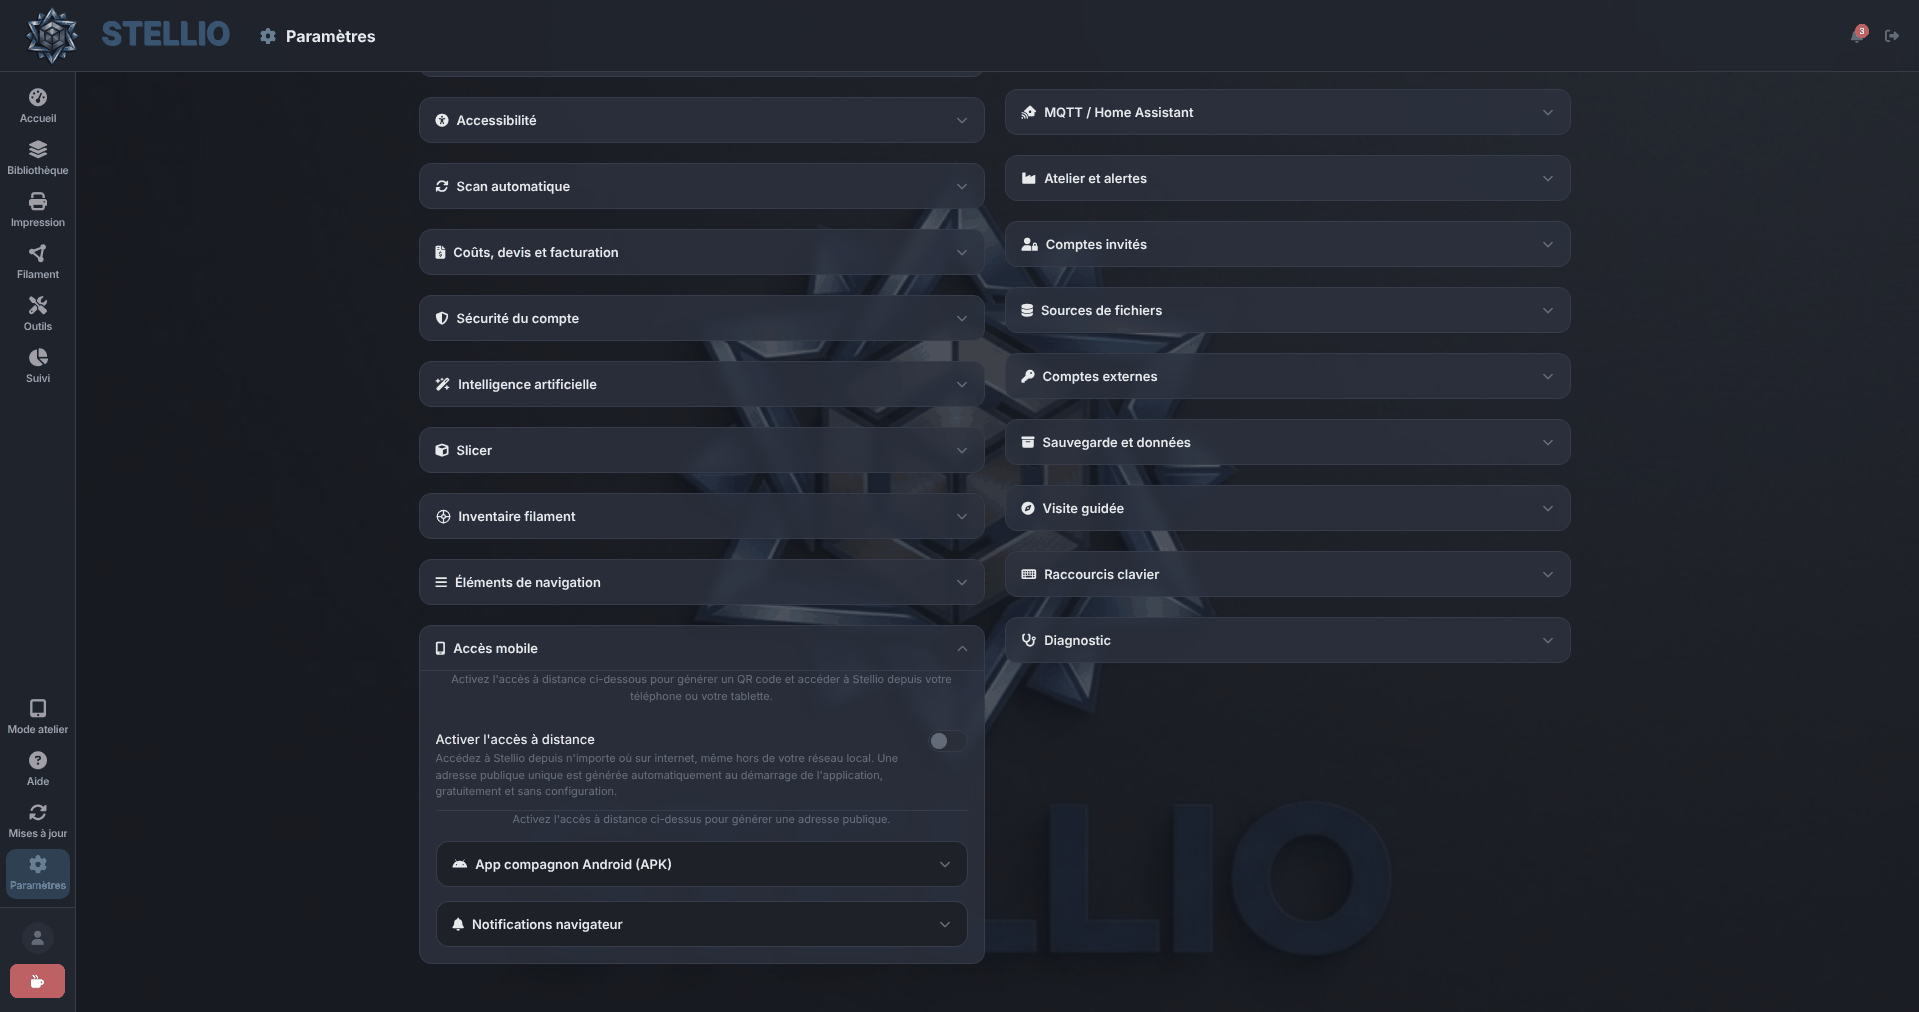 STELLIO
Paramètres
3
Accueil
Bibliothèque
Impression
Filament
Outils
Suivi
Mode atelier
Aide
Mises à jour
Paramètres
Accessibilité
Scan automatique
Coûts, devis et facturation
Sécurité du compte
Intelligence artificielle
Slicer
Inventaire filament
Éléments de navigation
Accès mobile
Activez l'accès à distance ci-dessous pour générer un QR code et accéder à Stellio depuis votre
téléphone ou votre tablette.
Activer l'accès à distance
Accédez à Stellio depuis n'importe où sur internet, même hors de votre réseau local. Une
adresse publique unique est générée automatiquement au démarrage de l'application,
gratuitement et sans configuration.
Activez l'accès à distance ci-dessus pour générer une adresse publique.
App compagnon Android (APK)
Notifications navigateur
MQTT / Home Assistant
Atelier et alertes
Comptes invités
Sources de fichiers
Comptes externes
Sauvegarde et données
Visite guidée
Raccourcis clavier
Diagnostic
LLIO